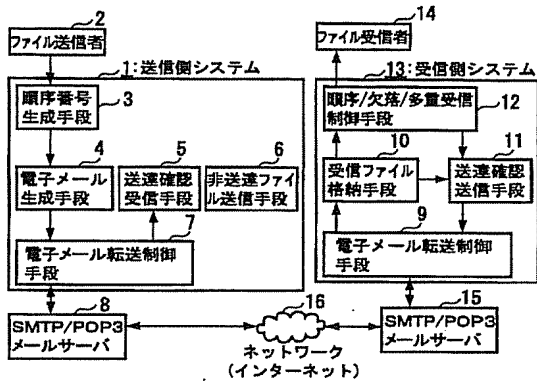 2
ファイル送信者
1:送信側システム
順序番号
生成手段
3
4
電子メール
生成手段
5
送達確認
受信手段
6
非送達ファイ
ル送信手段
7
電子メール転送制御
手段
8
SMTP/POP3
メールサーバ
16
ネットワーク
(インターネット)
14
ファイル受信者
13:受信側システム
順序/欠落/多重受信
制御手段
12
10
受信ファイル
格納手段
11
送達確認
送信手段
9
電子メール転送制御
手段
15
SMTP/POP3
メールサーバ